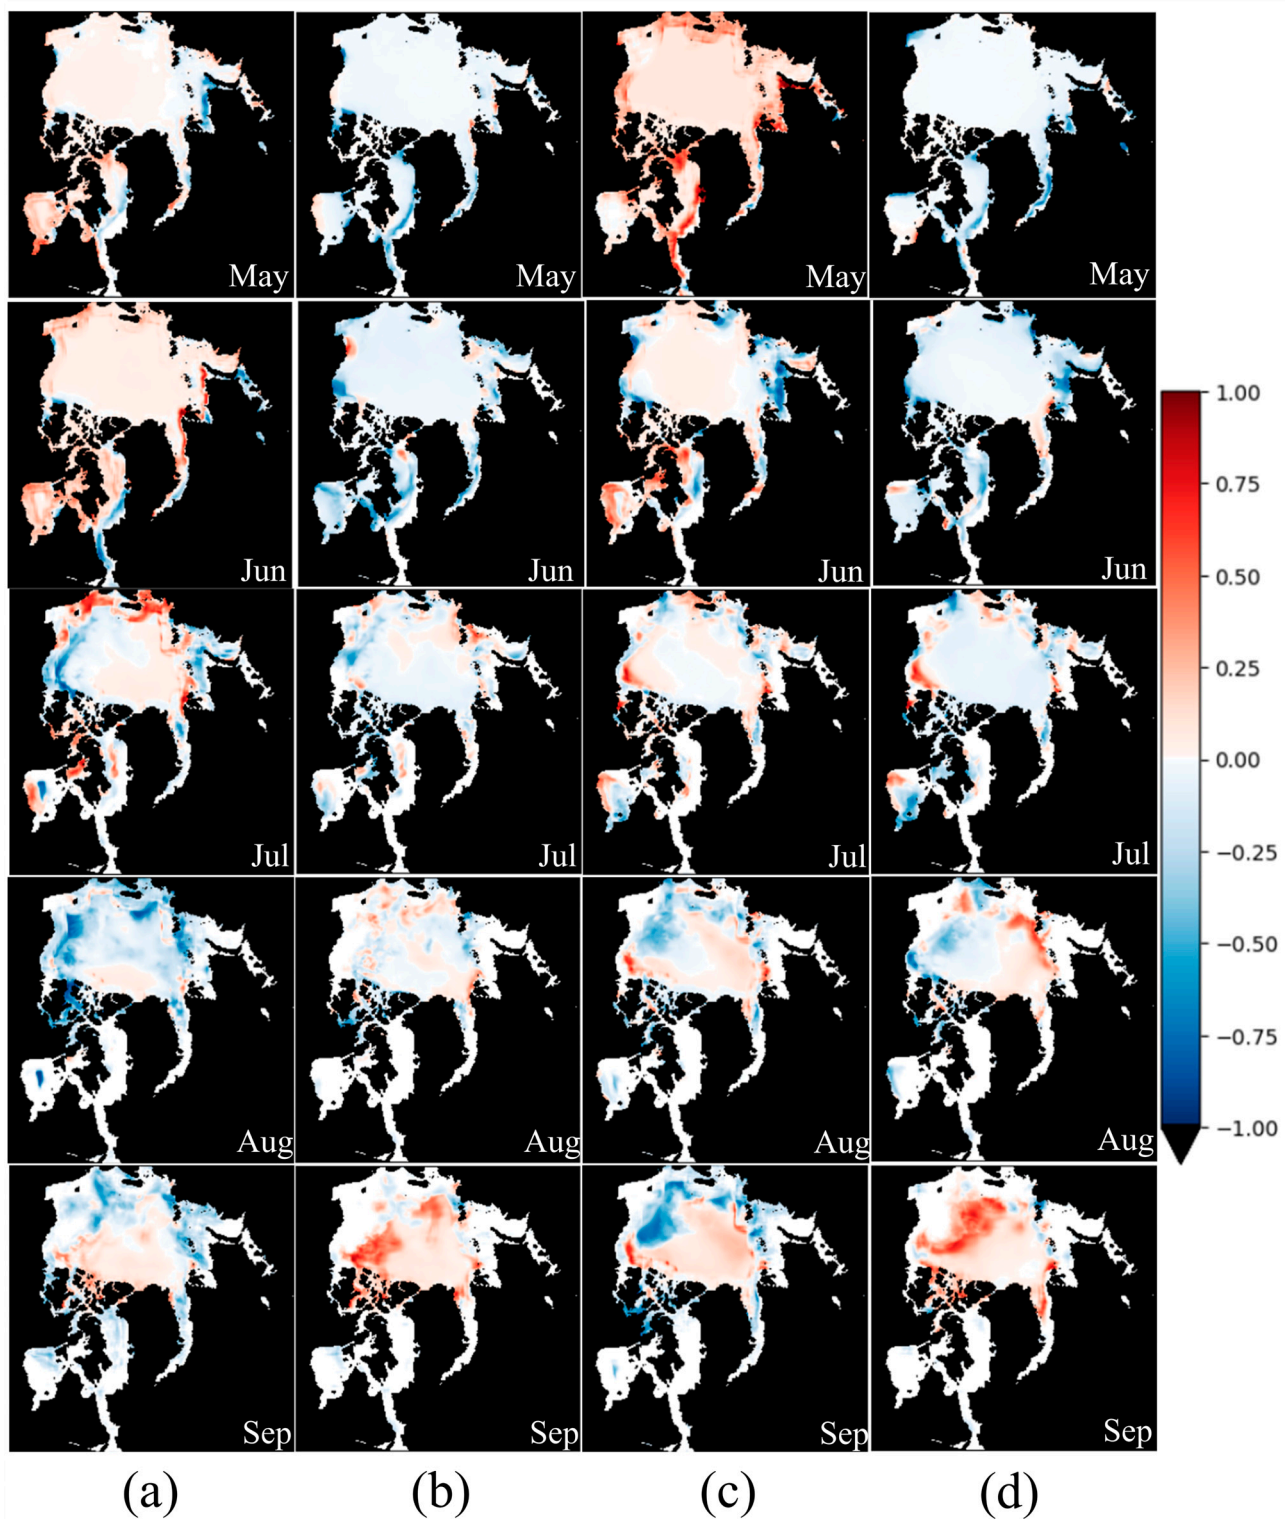 May May May May
Jun Jun Jun Jun
Jul Jul Jul Jul
Aug Aug Aug Aug
Sep Sep Sep Sep
1.00
0.75
0.50
0.25
0.00
−0.25
−0.50
−0.75
−1.00
(a) (b) (c) (d)